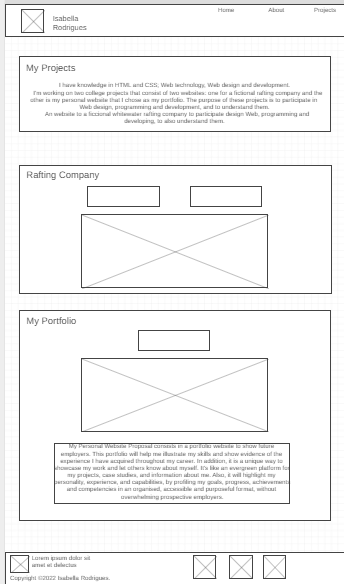 Home About Projects
Isabella
Rodrigues
My Projects
I have knowledge in HTML and CSS; Web technology, Web design and development.
I'm working on two college projects that consist of two websites: one for a fictional rafting company and the
other is my personal website that I chose as my portfolio. The purpose of these projects is to participate in
Web design, programming and development, and to understand them.
An website to a fictional whitewater rafting company to participate design Web, programming and
developing, to also understand them.
Rafting Company
My Portfolio
My Personal Website Proposal consists in a portfolio website to show future
employers. This portfolio will help me illustrate my skills and show evidence of the
experience I have acquired throughout my career. In addition, it is a unique way to
showcase my work and let others know about myself. It's like an evergreen platform for
my projects, case studies, and information about me. Also, it will highlight my
personality, experience, and capabilities, by profiling my goals, progress, achievements
and competencies in an organised, accessible and purposeful format, without
overwhelming prospective employers.
Lorem ipsum dolor sit
amet et delectus
Copyright ©2022 Isabella Rodrigues.